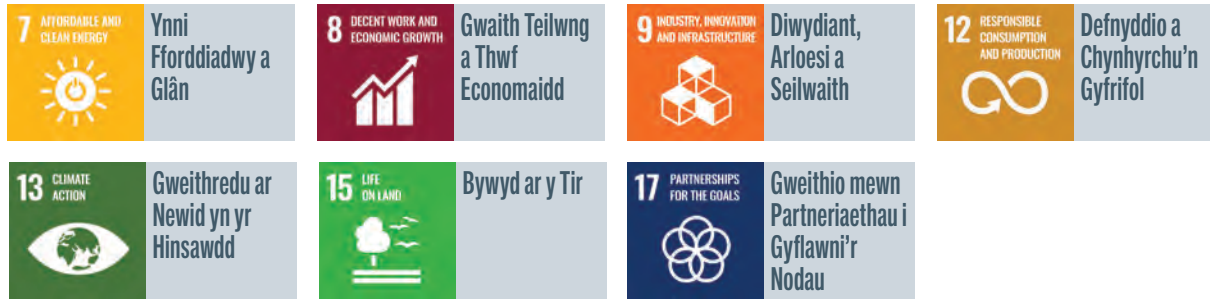 7 AFFORDABLE AND
CLEAN ENERGY
Ynni
Fforddiadwy a
Glân
8 DECENT WORK AND
ECONOMIC GROWTH
Gwaith Teilwng
a Thwf
Economaidd
9 INDUSTRY, INNOVATION
AND INFRASTRUCTURE
Diwydiant,
Arloesi a
Seilwaith
12 RESPONSIBLE
CONSUMPTION
AND PRODUCTION
Defnyddio a
Chynhyrchu’n
Gyfrifol
13 CLIMATE
ACTION
Gweithredu ar
Newid yn yr
Hinsawdd
15 LIFE
ON LAND
Bywyd ar y Tir
17 PARTNERSHIPS
FOR THE GOALS
Gweithio mewn
Partneriaethau i
Gyflawni’r
Nodau